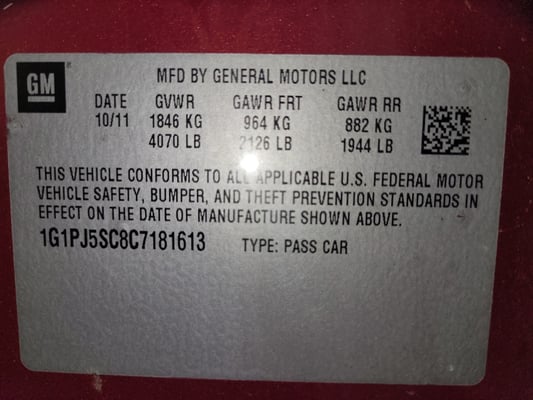 GM
MFD BY GENERAL MOTORS LLC
DATE GVWR GAWR FRT GAWR RR
10/11 1846 KG 964 KG 882 KG
4070 LB 2126 LB 1944 LB
THIS VEHICLE CONFORMS TO ALL APPLICABLE U.S. FEDERAL MOTOR
VEHICLE SAFETY, BUMPER, AND THEFT PREVENTION STANDARDS IN
EFFECT ON THE DATE OF MANUFACTURE SHOWN ABOVE.
1G1PJ5SC8C7181613 TYPE: PASS CAR